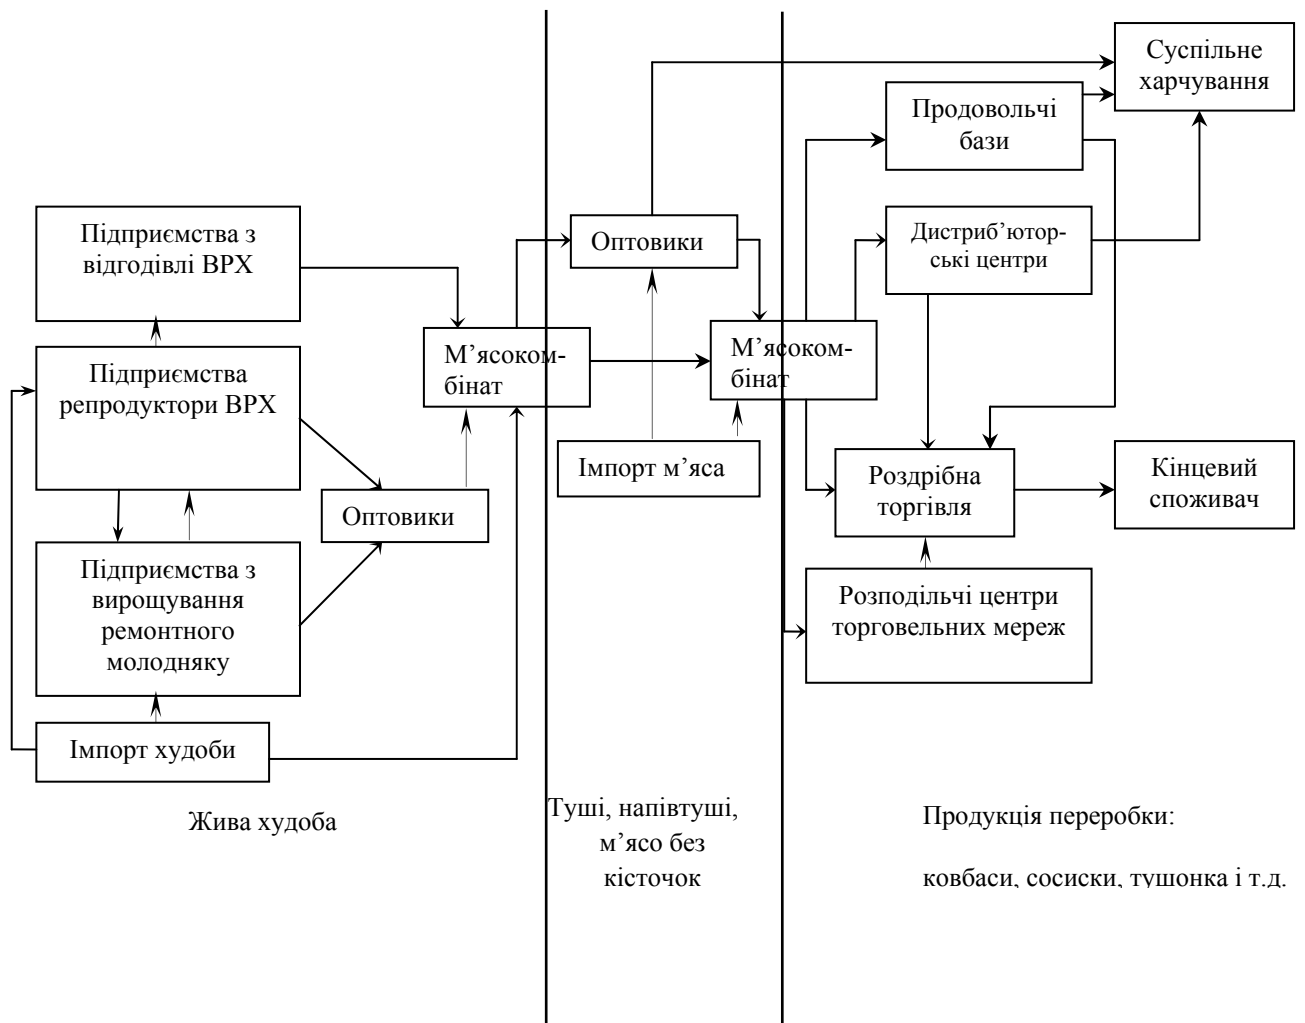 Суспільне
харчування
Продовольчі
бази
Підприємства з
відгодівлі ВРХ
Оптовики
Дистриб’ютор-
ські центри
М’ясоком-
бінат
М’ясоком-
бінат
Підприємства
репродуктори ВРХ
Імпорт м’яса
Роздрібна
торгівля
Кінцевий
споживач
Оптовики
Підприємства з
вирощування
ремонтного
молодняку
Розподільчі центри
торговельних мереж
Імпорт худоби
Жива худоба
Туші, напівтуші,
м’ясо без
кісточок
Продукція переробки:
ковбаси, сосиски, тушонка і т.д.